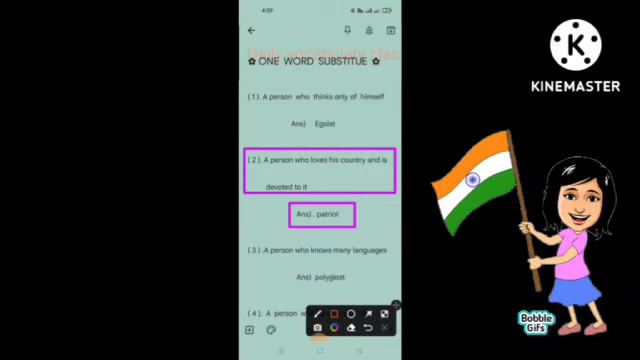 4:09
Daily vocabulary clas
✿ ONE WORD SUBSTITUE ✿
( 1 ). A person who thinks only of himself
Ans) Egoist
( 2 ). A person who loves his country and is
devoted to it
Ans) . patriot
( 3 ) .A person who knows many languages
Ans) polyglost
( 4 ). A person w
K
KINEMASTER
Bobble
Gifs